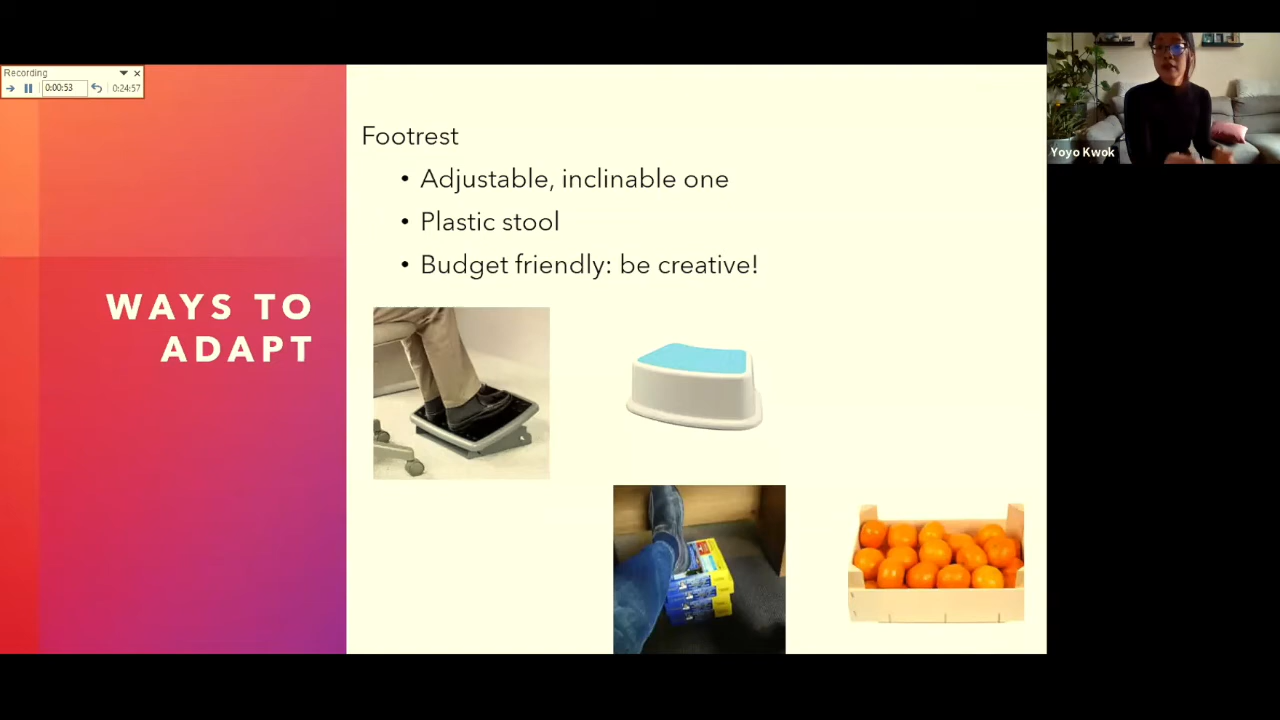 Recording
0:00:53
0:24:57
Footrest
• Adjustable, inclinable one
• Plastic stool
• Budget friendly: be creative!
WAYS TO
ADAPT
Yoyo Kwok